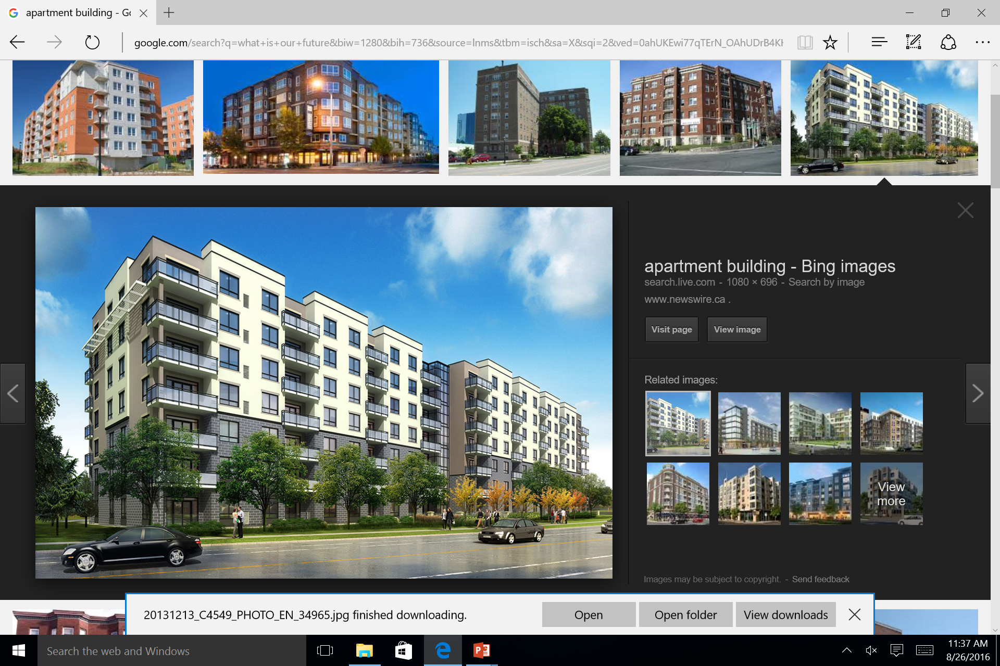 apartment building - Go
google.com/search?q=what+is+our+future&biw=1280&bih=736&source=lnms&tbm=isch&sa=X&sqi=2&ved=0ahUKEwi77qTErN_OAhUDrB4KH
apartment building - Bing images
search.live.com - 1080 × 696 - Search by image
www.newswire.ca .
Visit page
View image
Related images:
View
more
Images may be subject to copyright. - Send feedback
20131213_C4549_PHOTO_EN_34965.jpg finished downloading.
Open
Open folder
View downloads
Search the web and Windows
11:37 AM
8/26/2016